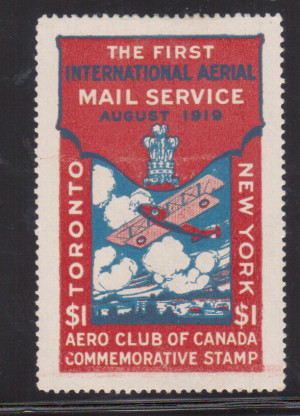 THE FIRST
INTERNATIONAL AERIAL
MAIL SERVICE
AUGUST 1919
TORONTO
NEW YORK
$1 $1
AERO CLUB OF CANADA
COMMEMORATIVE STAMP